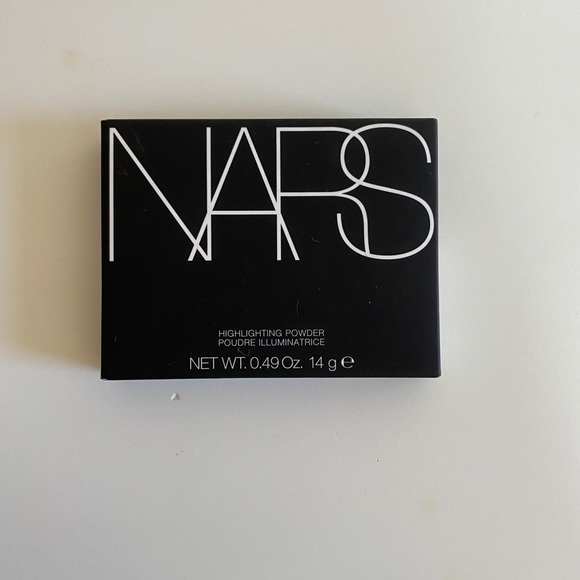 NARS
HIGHLIGHTING POWDER
POUDRE ILLUMINATRICE
NET WT. 0.49 Oz. 14 g ℮